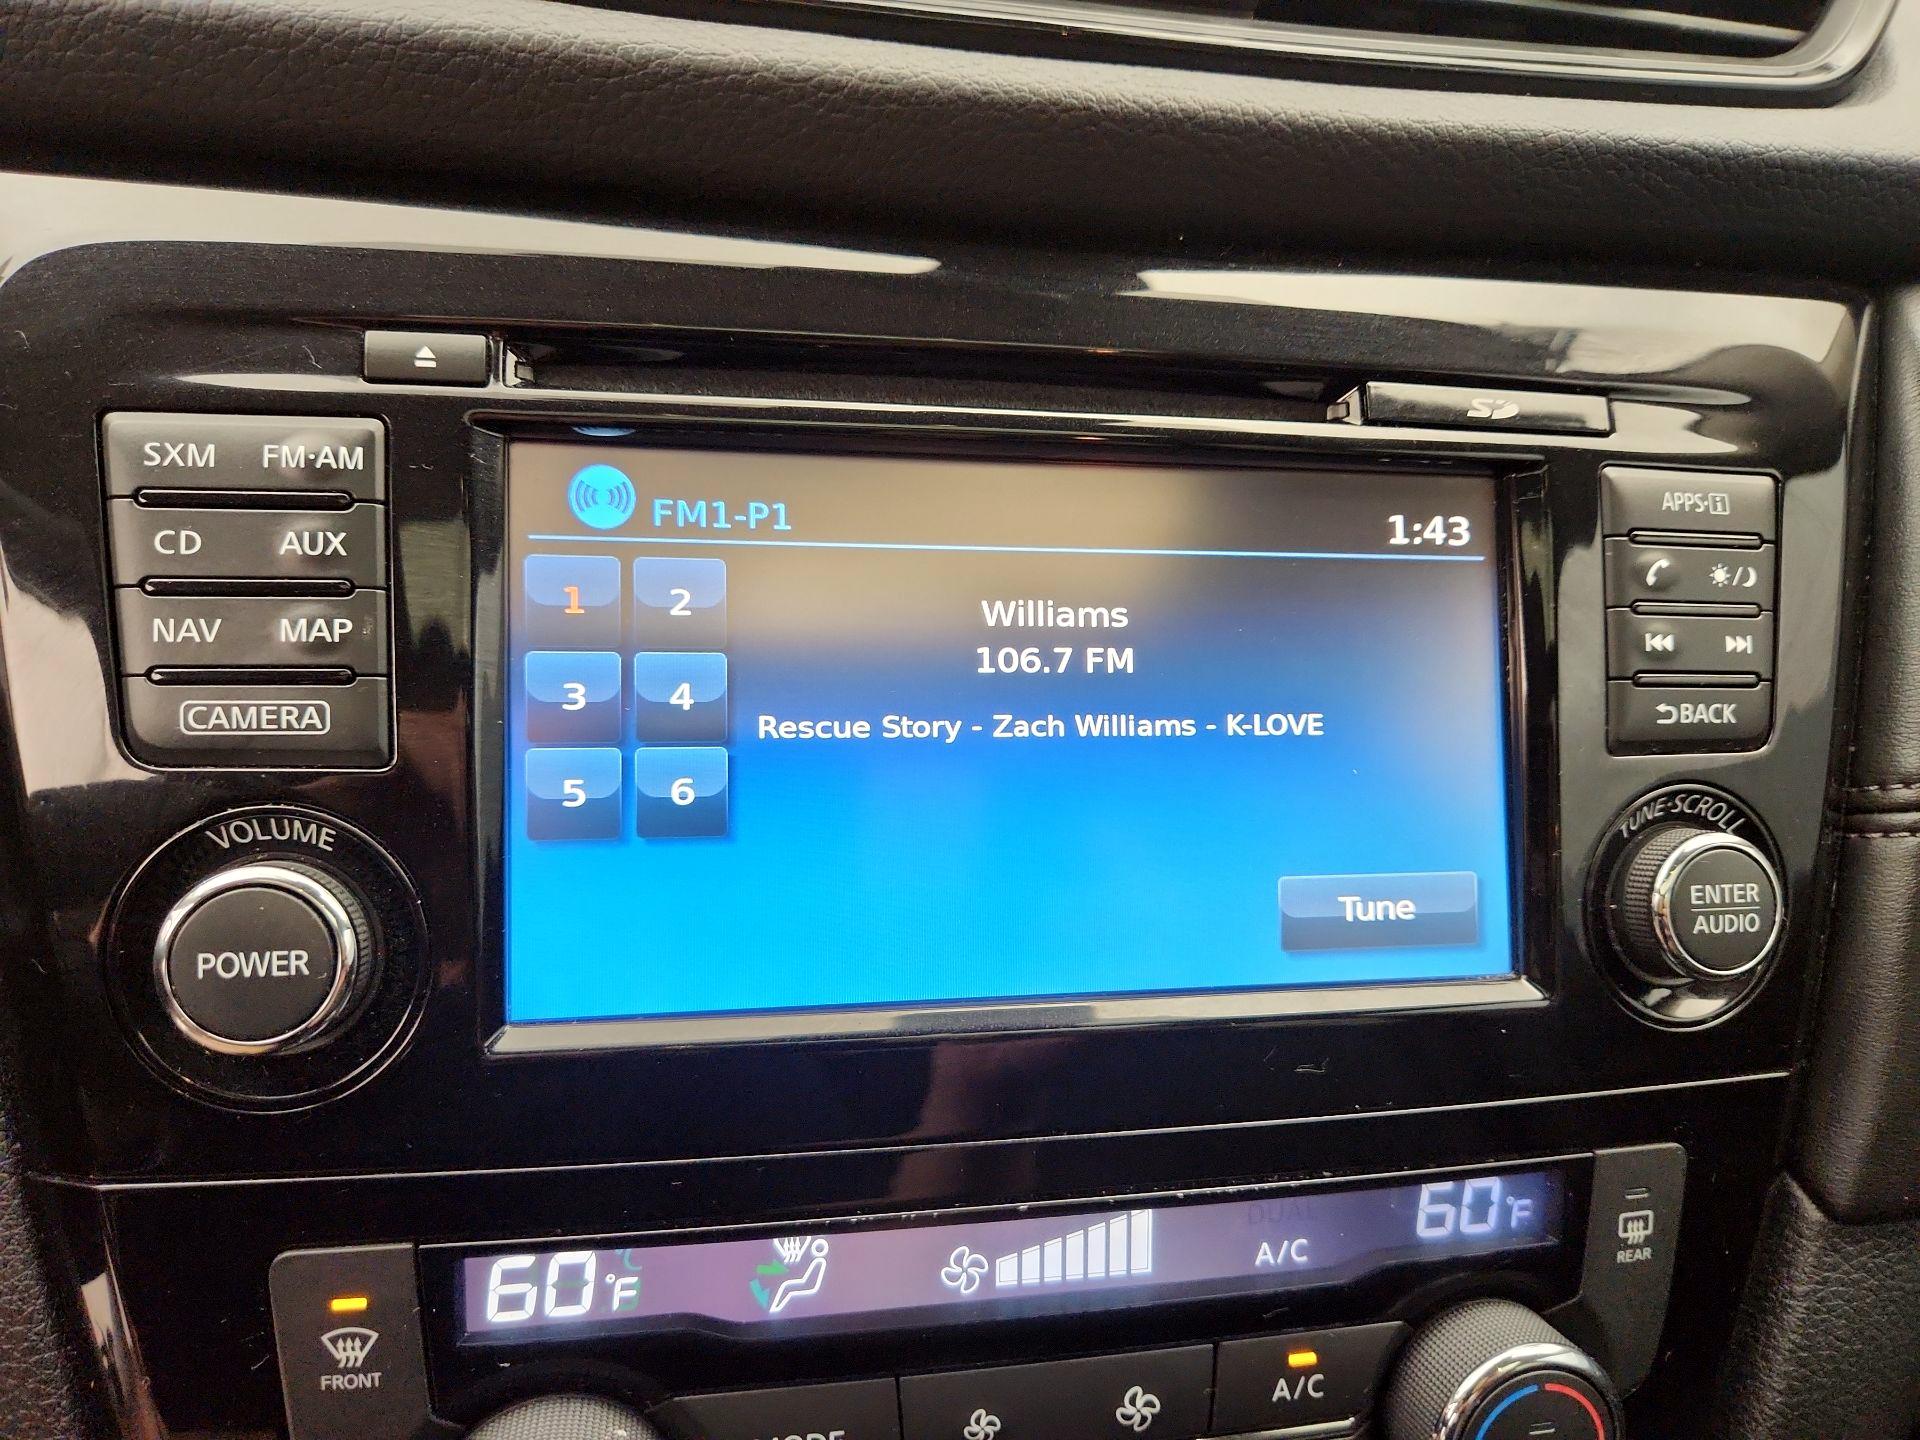 SXM FM·AM
CD AUX
NAV MAP
CAMERA
VOLUME
POWER
SD
FM1-P1
1:43
1 2
3 4
5 6
Williams
106.7 FM
Rescue Story - Zach Williams - K-LOVE
Tune
APPS·i
BACK
TUNE·SCROLL
ENTER
AUDIO
60°F
DUAL
A/C
60°F
REAR
FRONT
MODE
A/C